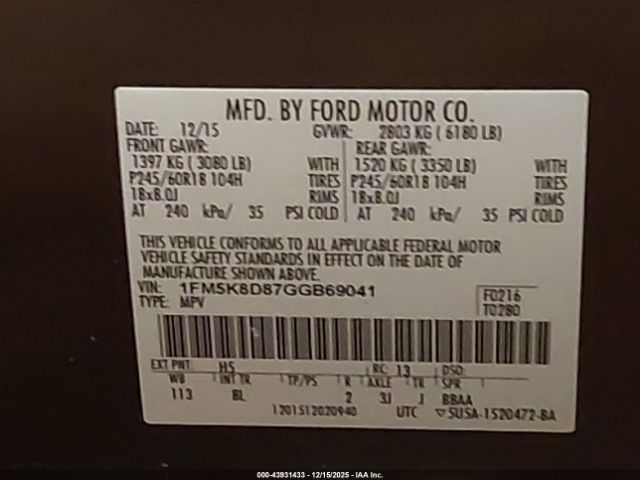 MFD. BY FORD MOTOR CO.
DATE: 12/15 GVWR: 2803 KG ( 6180 LB)
FRONT GAWR: REAR GAWR:
1397 KG ( 3080 LB) WITH 1520 KG ( 3350 LB) WITH
P245/60R18 104H TIRES P245/60R18 104H TIRES
18x8.0J RIMS 18x8.0J RIMS
AT 240 kPa/ 35 PSI COLD AT 240 kPa/ 35 PSI COLD
THIS VEHICLE CONFORMS TO ALL APPLICABLE FEDERAL MOTOR
VEHICLE SAFETY STANDARDS IN EFFECT ON THE DATE OF
MANUFACTURE SHOWN ABOVE.
VIN: 1FM5K8D87GGB69041 F0216
TYPE: MPV T0280
EXT PNT: H5 RC: 13 DSO:
WB INT TR TP/PS R AXLE TR SPR
113 BL 2 3J J BBAA
1201512020940 UTC ▽5U5A-1520472-BA
000-43931433 - 12/15/2025 - IAA Inc.